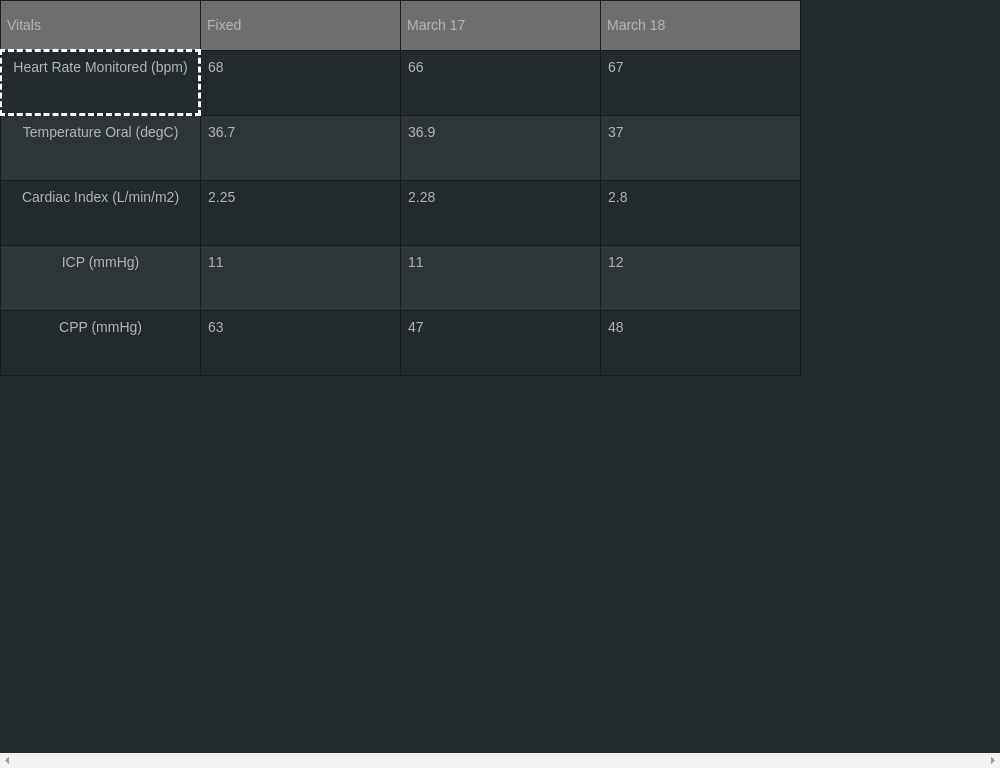 Vitals Fixed March 17 March 18
Heart Rate Monitored (bpm) 68 66 67
Temperature Oral (degC) 36.7 36.9 37
Cardiac Index (L/min/m2) 2.25 2.28 2.8
ICP (mmHg) 11 11 12
CPP (mmHg) 63 47 48